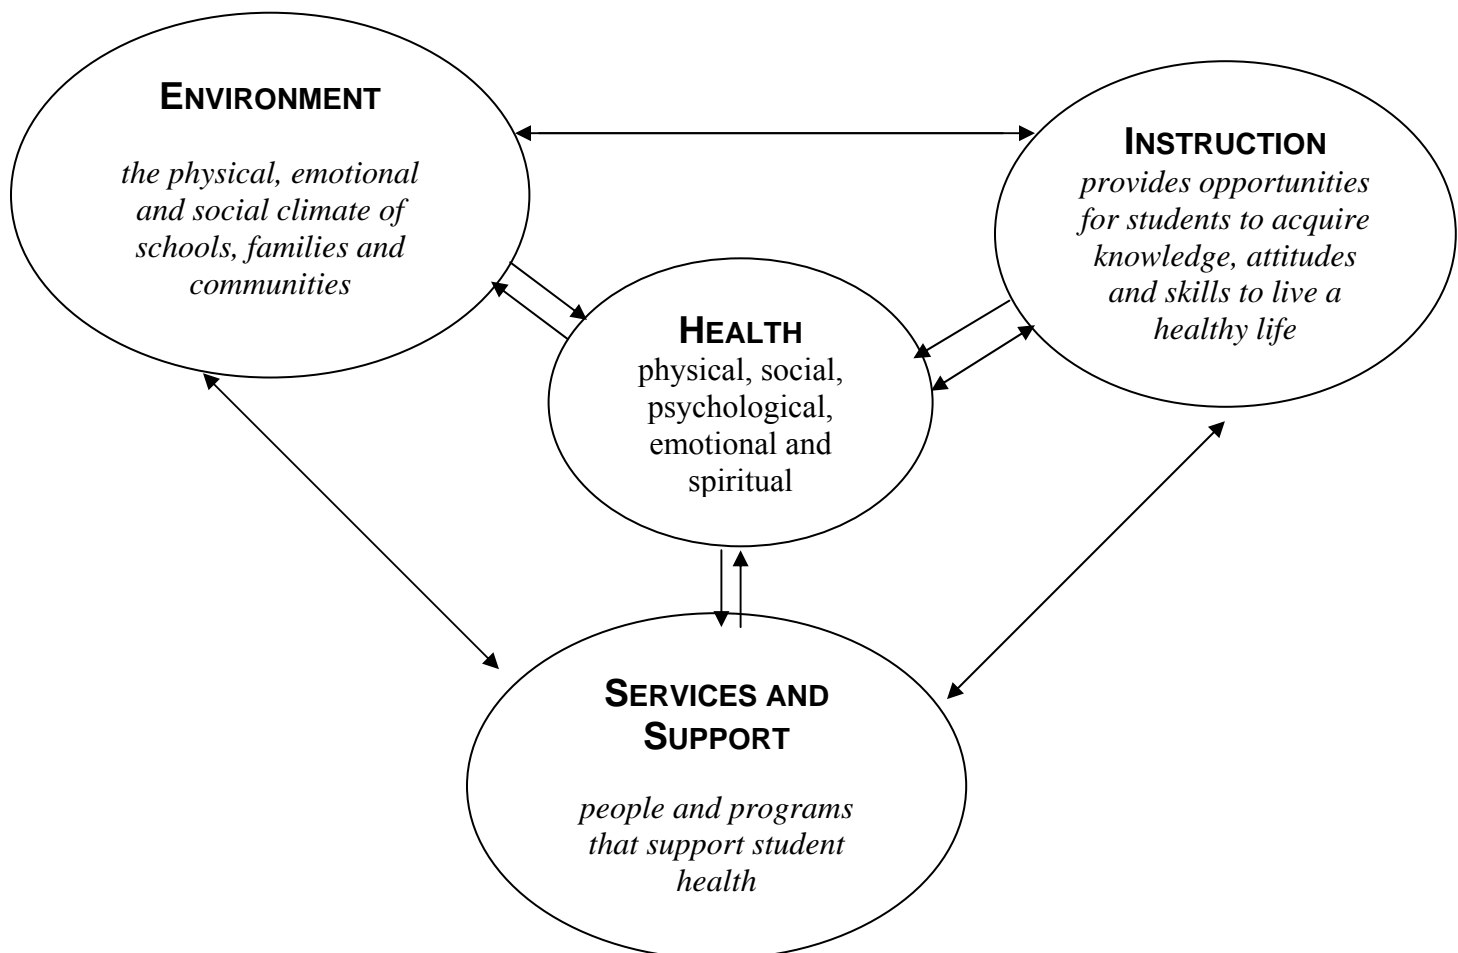 ENVIRONMENT
the physical, emotional
and social climate of
schools, families and
communities
INSTRUCTION
provides opportunities
for students to acquire
knowledge, attitudes
and skills to live a
healthy life
HEALTH
physical, social,
psychological,
emotional and
spiritual
SERVICES AND
SUPPORT
people and programs
that support student
health